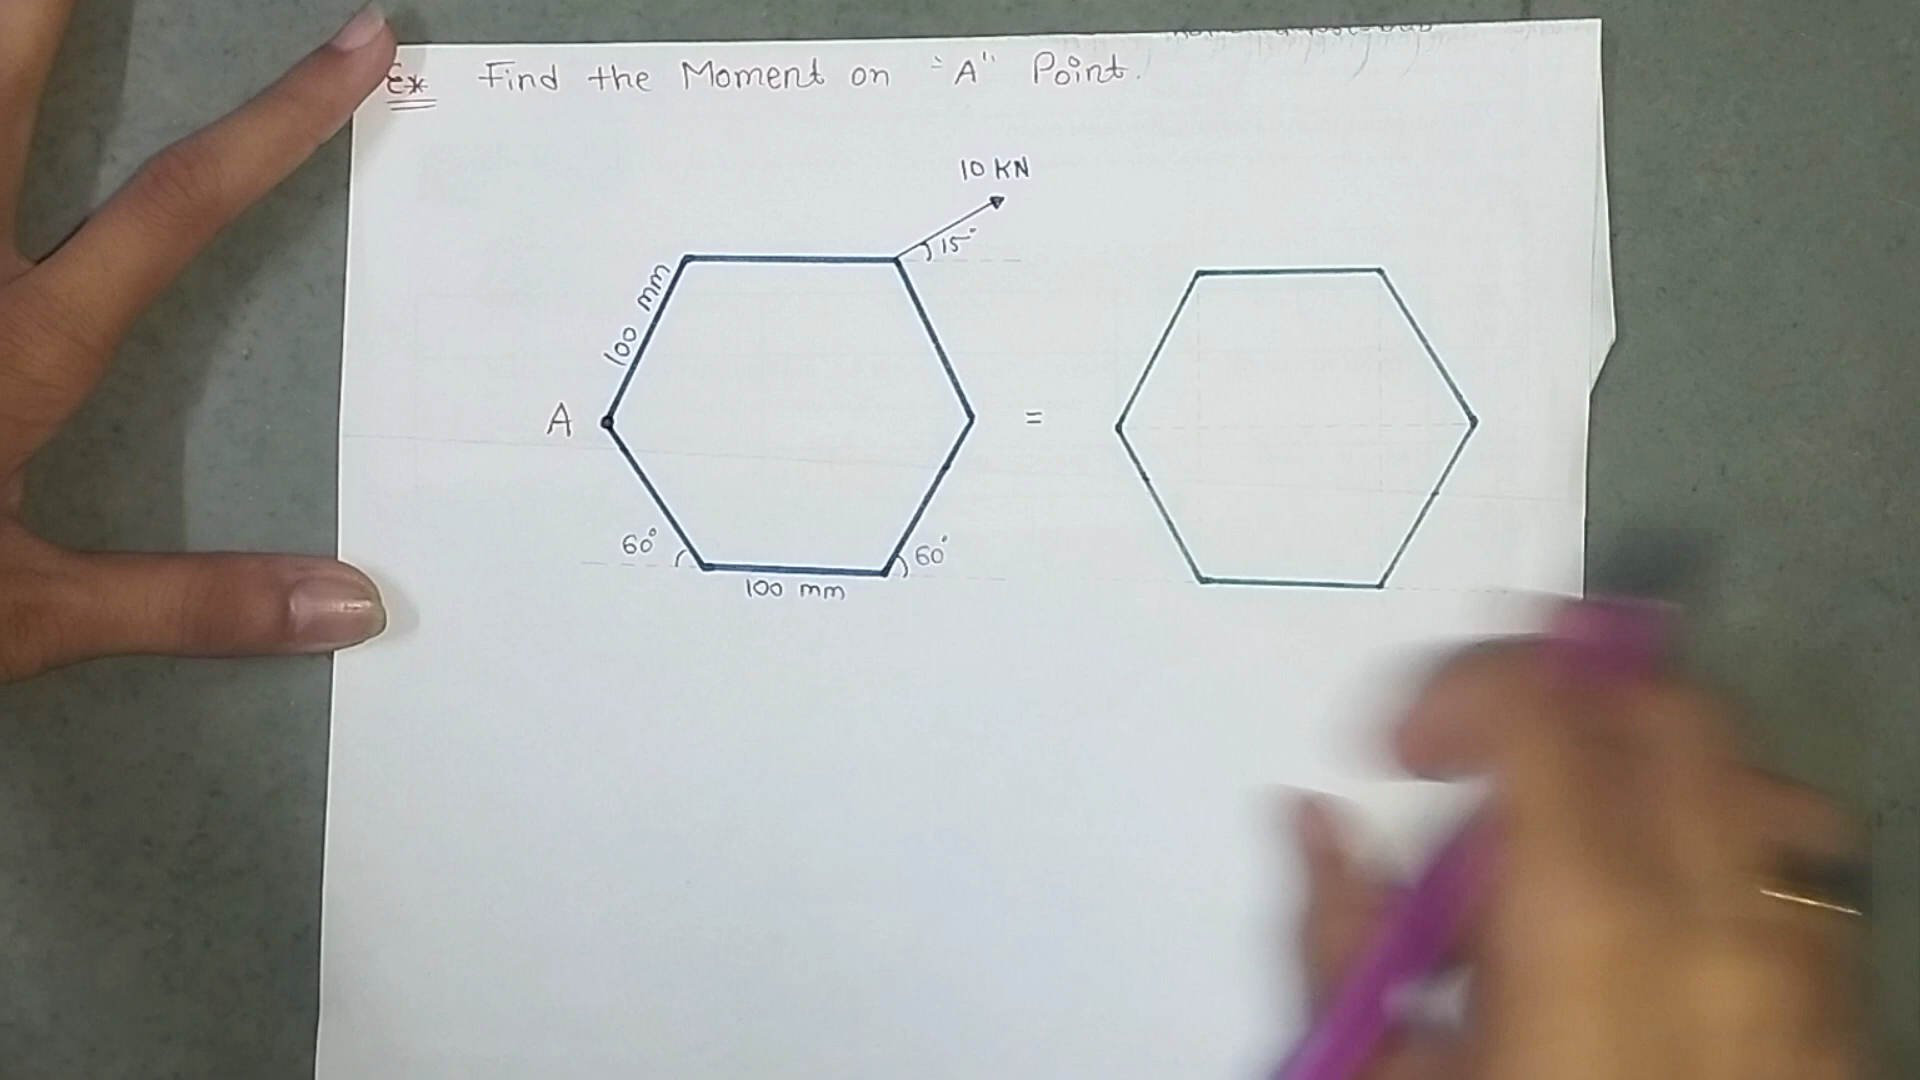 Ex Find the Moment on "A" Point.
10 KN
15°
100 mm
A
=
60°
60°
100 mm